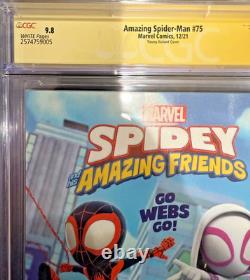 CGC
9.8
WHITE Pages
2574759005
Amazing Spider-Man #75
Marvel Comics, 12/21
Young Variant Cover
MARVEL
SPIDEY
and his
AMAZING FRIENDS
GO
WEBS
GO!